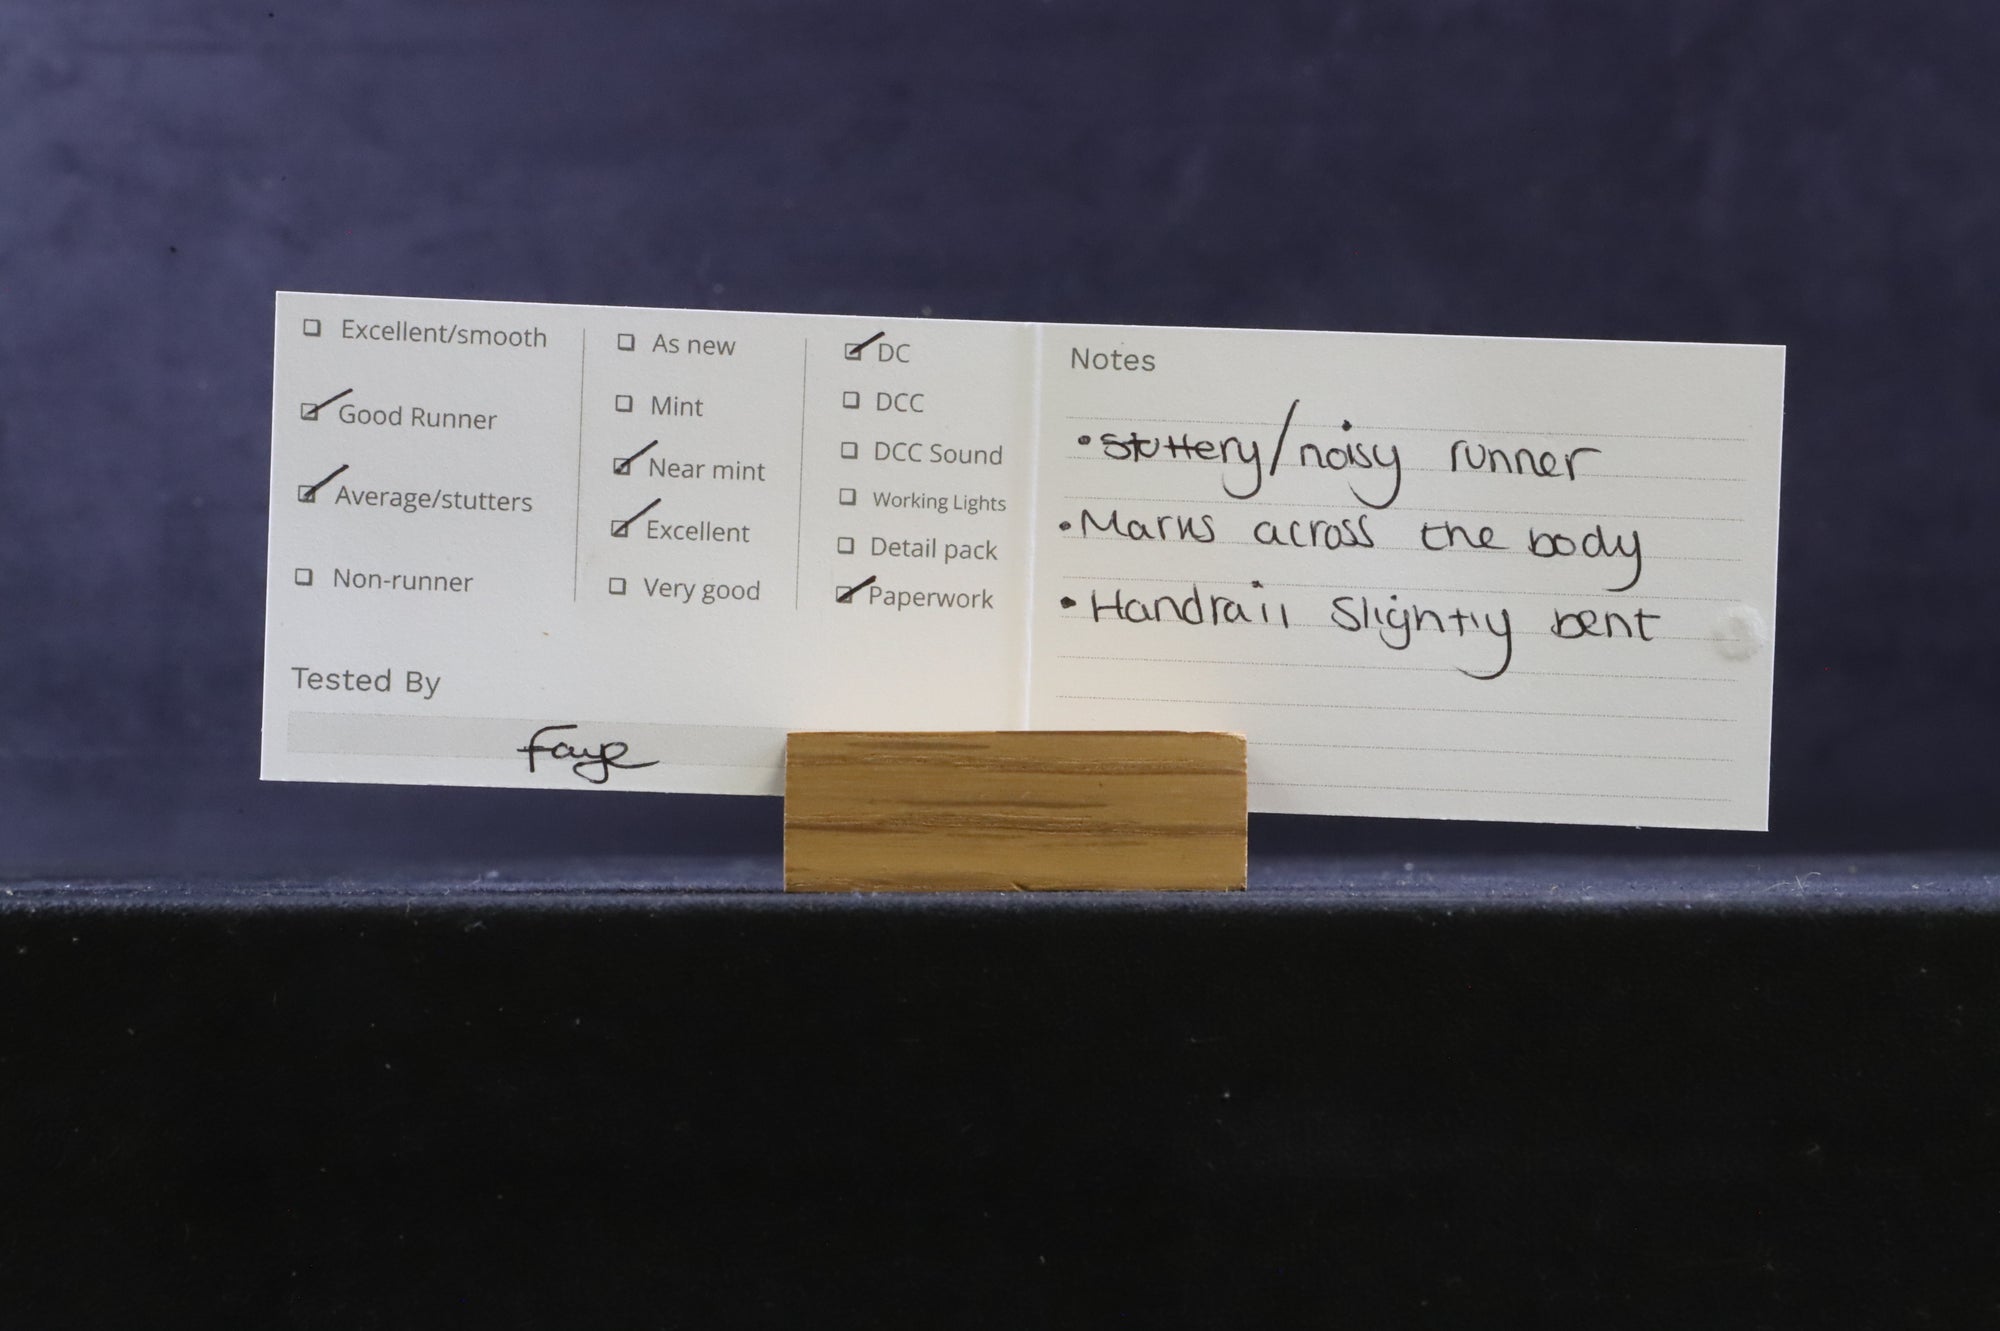 Excellent/smooth
Good Runner
Average/stutters
Non-runner
As new
Mint
Near mint
Excellent
Very good
DC
DCC
DCC Sound
Working Lights
Detail pack
Paperwork
Tested By
Faye
Notes
• stuttery/noisy runner
• Marks across the body
• Handrail slightly bent